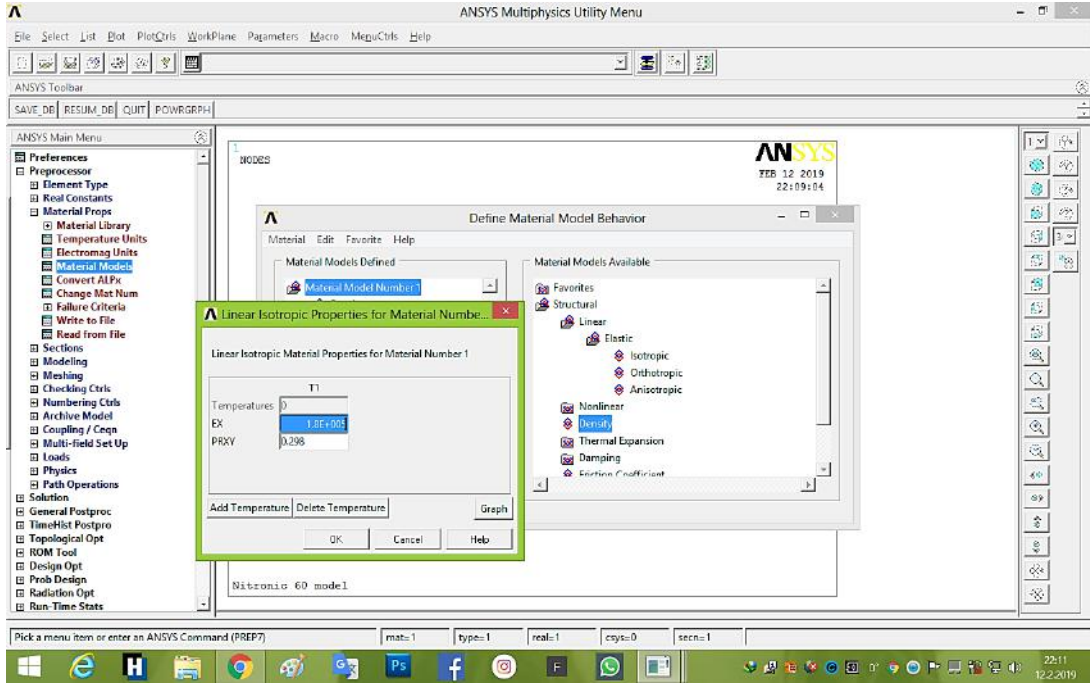 ANSYS Multiphysics Utility Menu
File Select List Plot PlotCtrls WorkPlane Parameters Macro MenuCtrls Help
ANSYS Toolbar
SAVE_DB RESUM_DB QUIT POWRGRPH
ANSYS Main Menu
Preferences
Preprocessor
Element Type
Real Constants
Material Props
Material Library
Temperature Units
Electromag Units
Material Models
Convert ALPx
Change Mat Num
Failure Criteria
Write to File
Read from File
Sections
Modeling
Meshing
Checking Ctrls
Numbering Ctrls
Archive Model
Coupling / Ceqn
Multi-field Set Up
Loads
Physics
Path Operations
Solution
General Postproc
TimeHist Postpro
Topological Opt
ROM Tool
Design Opt
Prob Design
Radiation Opt
Run-Time Stats
1
NODES
ANSYS
FEB 12 2019
22:09:04
Define Material Model Behavior
Material Edit Favorite Help
Material Models Defined
Material Model Number 1
Material Models Available
Favorites
Structural
Linear
Elastic
Isotropic
Orthotropic
Anisotropic
Nonlinear
Density
Thermal Expansion
Damping
Friction Coefficient
Linear Isotropic Properties for Material Numbe...
Linear Isotropic Material Properties for Material Number 1
T1
Temperatures 0
EX 1.8E+005
PRXY 0.298
Add Temperature Delete Temperature Graph
OK Cancel Help
Nitronic 60 model
1
3
Pick a menu item or enter an ANSYS Command (PREP7) mat=1 type=1 real=1 csys=0 secn=1
22:11
12.2.2019